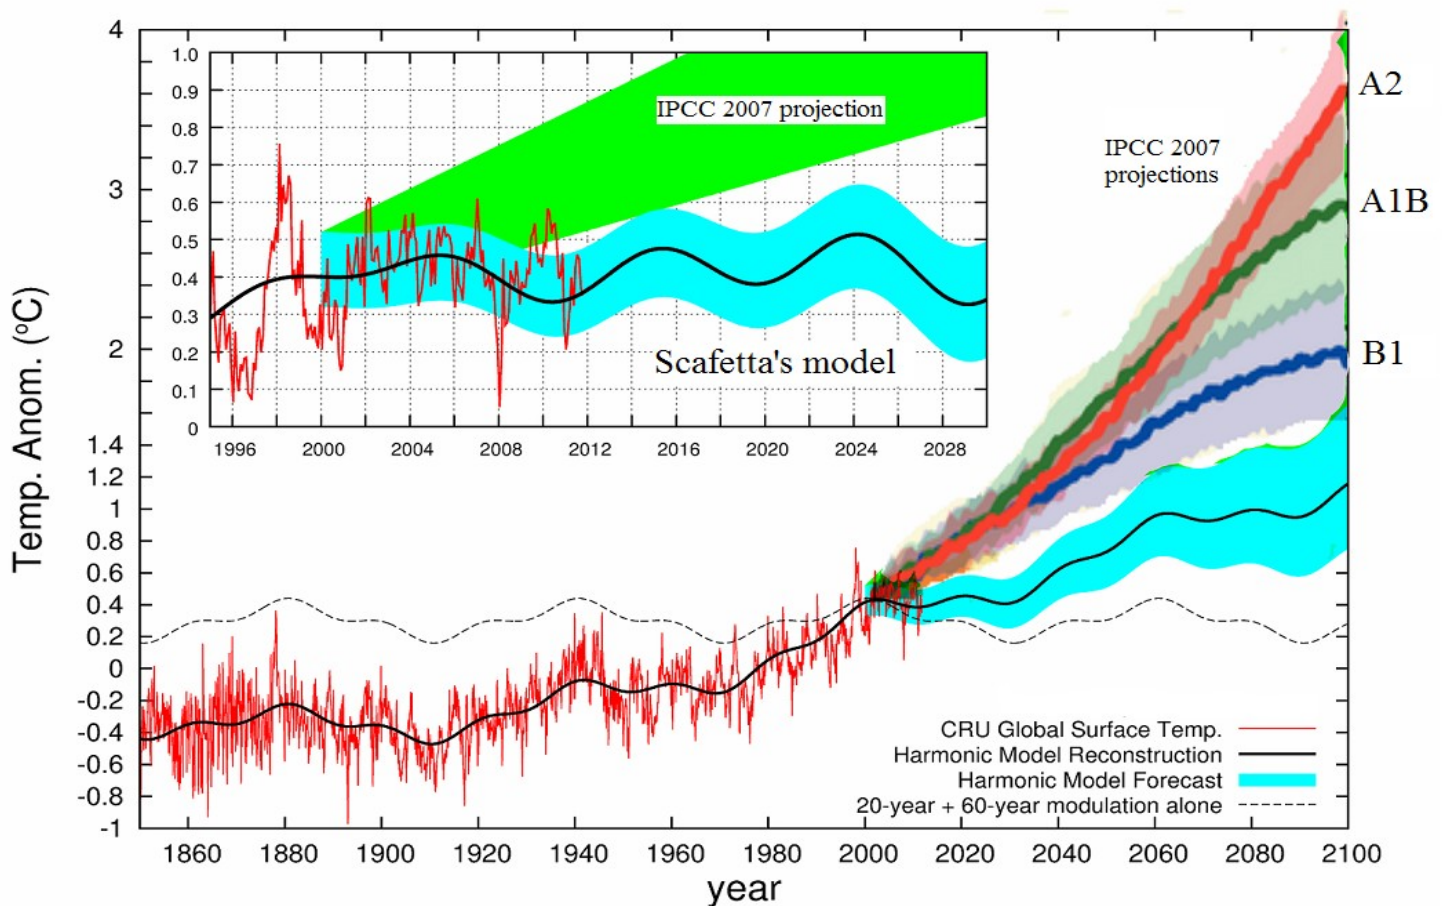 4
3
2
1.4
1.2
1
0.8
0.6
0.4
0.2
0
-0.2
-0.4
-0.6
-0.8
-1
Temp. Anom. (ºC)
1.0
0.9
0.8
0.7
0.6
0.5
0.4
0.3
0.2
0.1
0
IPCC 2007 projection
Scafetta's model
1996 2000 2004 2008 2012 2016 2020 2024 2028
IPCC 2007
projections
A2
A1B
B1
CRU Global Surface Temp.
Harmonic Model Reconstruction
Harmonic Model Forecast
20-year + 60-year modulation alone
1860 1880 1900 1920 1940 1960 1980 2000 2020 2040 2060 2080 2100
year